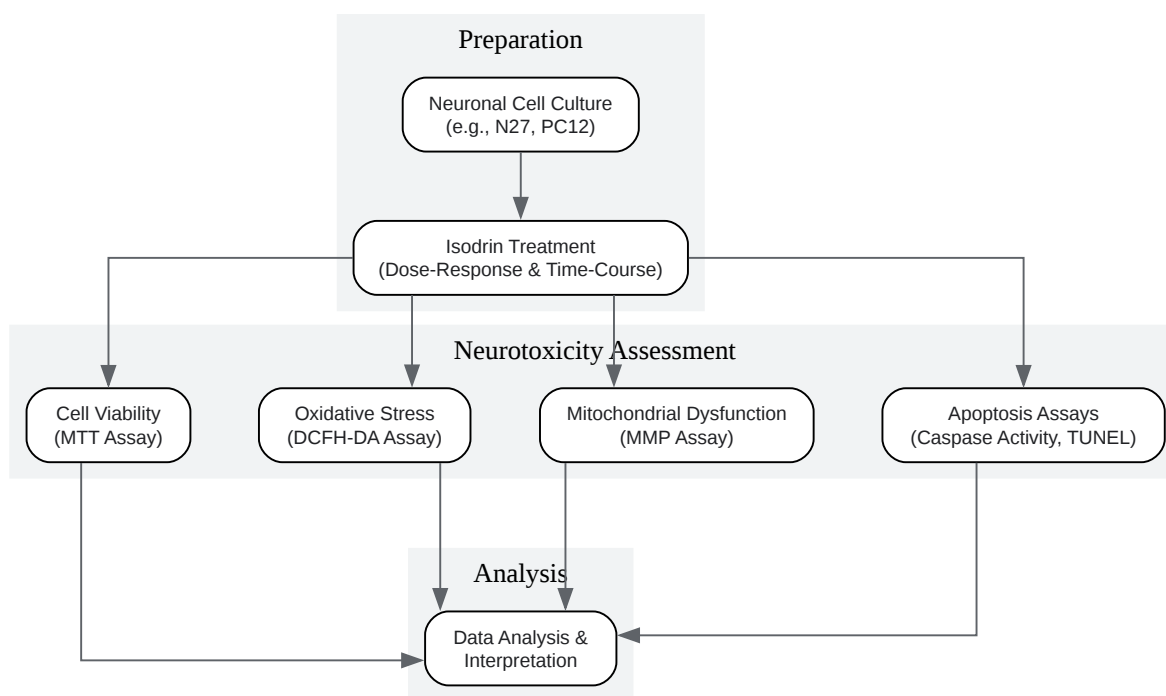 Preparation
Neuronal Cell Culture
(e.g., N27, PC12)
Isodrin Treatment
(Dose-Response & Time-Course)
Neurotoxicity Assessment
Cell Viability
(MTT Assay)
Oxidative Stress
(DCFH-DA Assay)
Mitochondrial Dysfunction
(MMP Assay)
Apoptosis Assays
(Caspase Activity, TUNEL)
Analysis
Data Analysis &
Interpretation